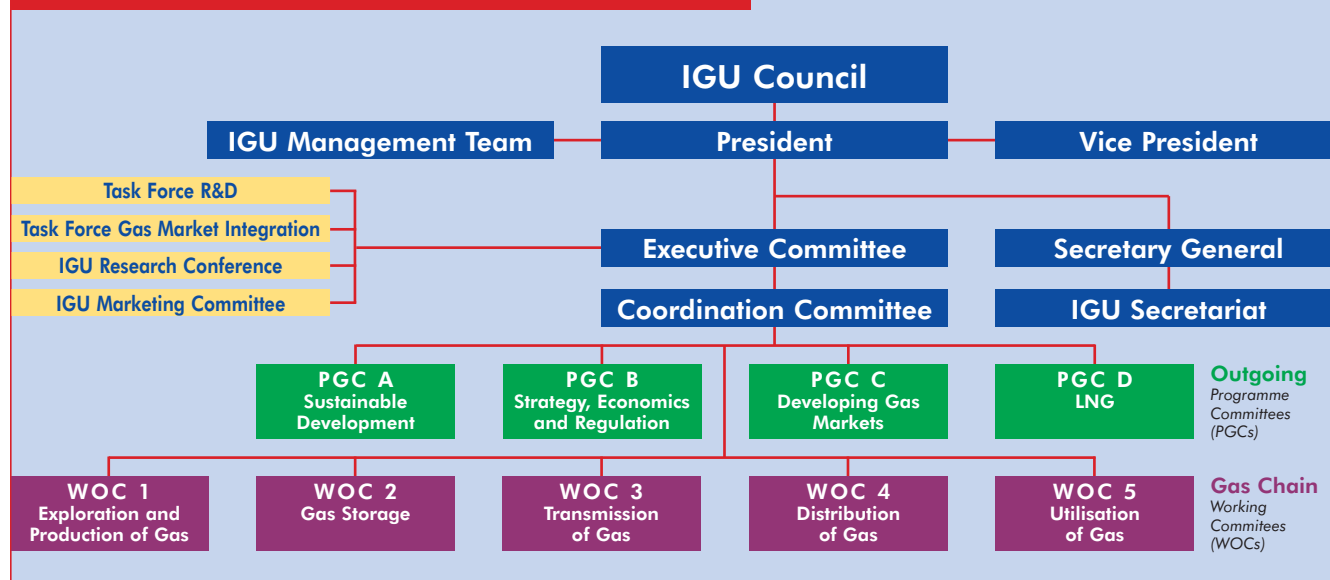 IGU Council
IGU Management Team
President
Vice President
Task Force R&D
Task Force Gas Market Integration
IGU Research Conference
IGU Marketing Committee
Executive Committee
Secretary General
Coordination Committee
IGU Secretariat
PGC A
Sustainable
Development
PGC B
Strategy, Economics
and Regulation
PGC C
Developing Gas
Markets
PGC D
LNG
Outgoing
Programme
Committees
(PGCs)
WOC 1
Exploration and
Production of Gas
WOC 2
Gas Storage
WOC 3
Transmission
of Gas
WOC 4
Distribution
of Gas
WOC 5
Utilisation
of Gas
Gas Chain
Working
Commitees
(WOCs)